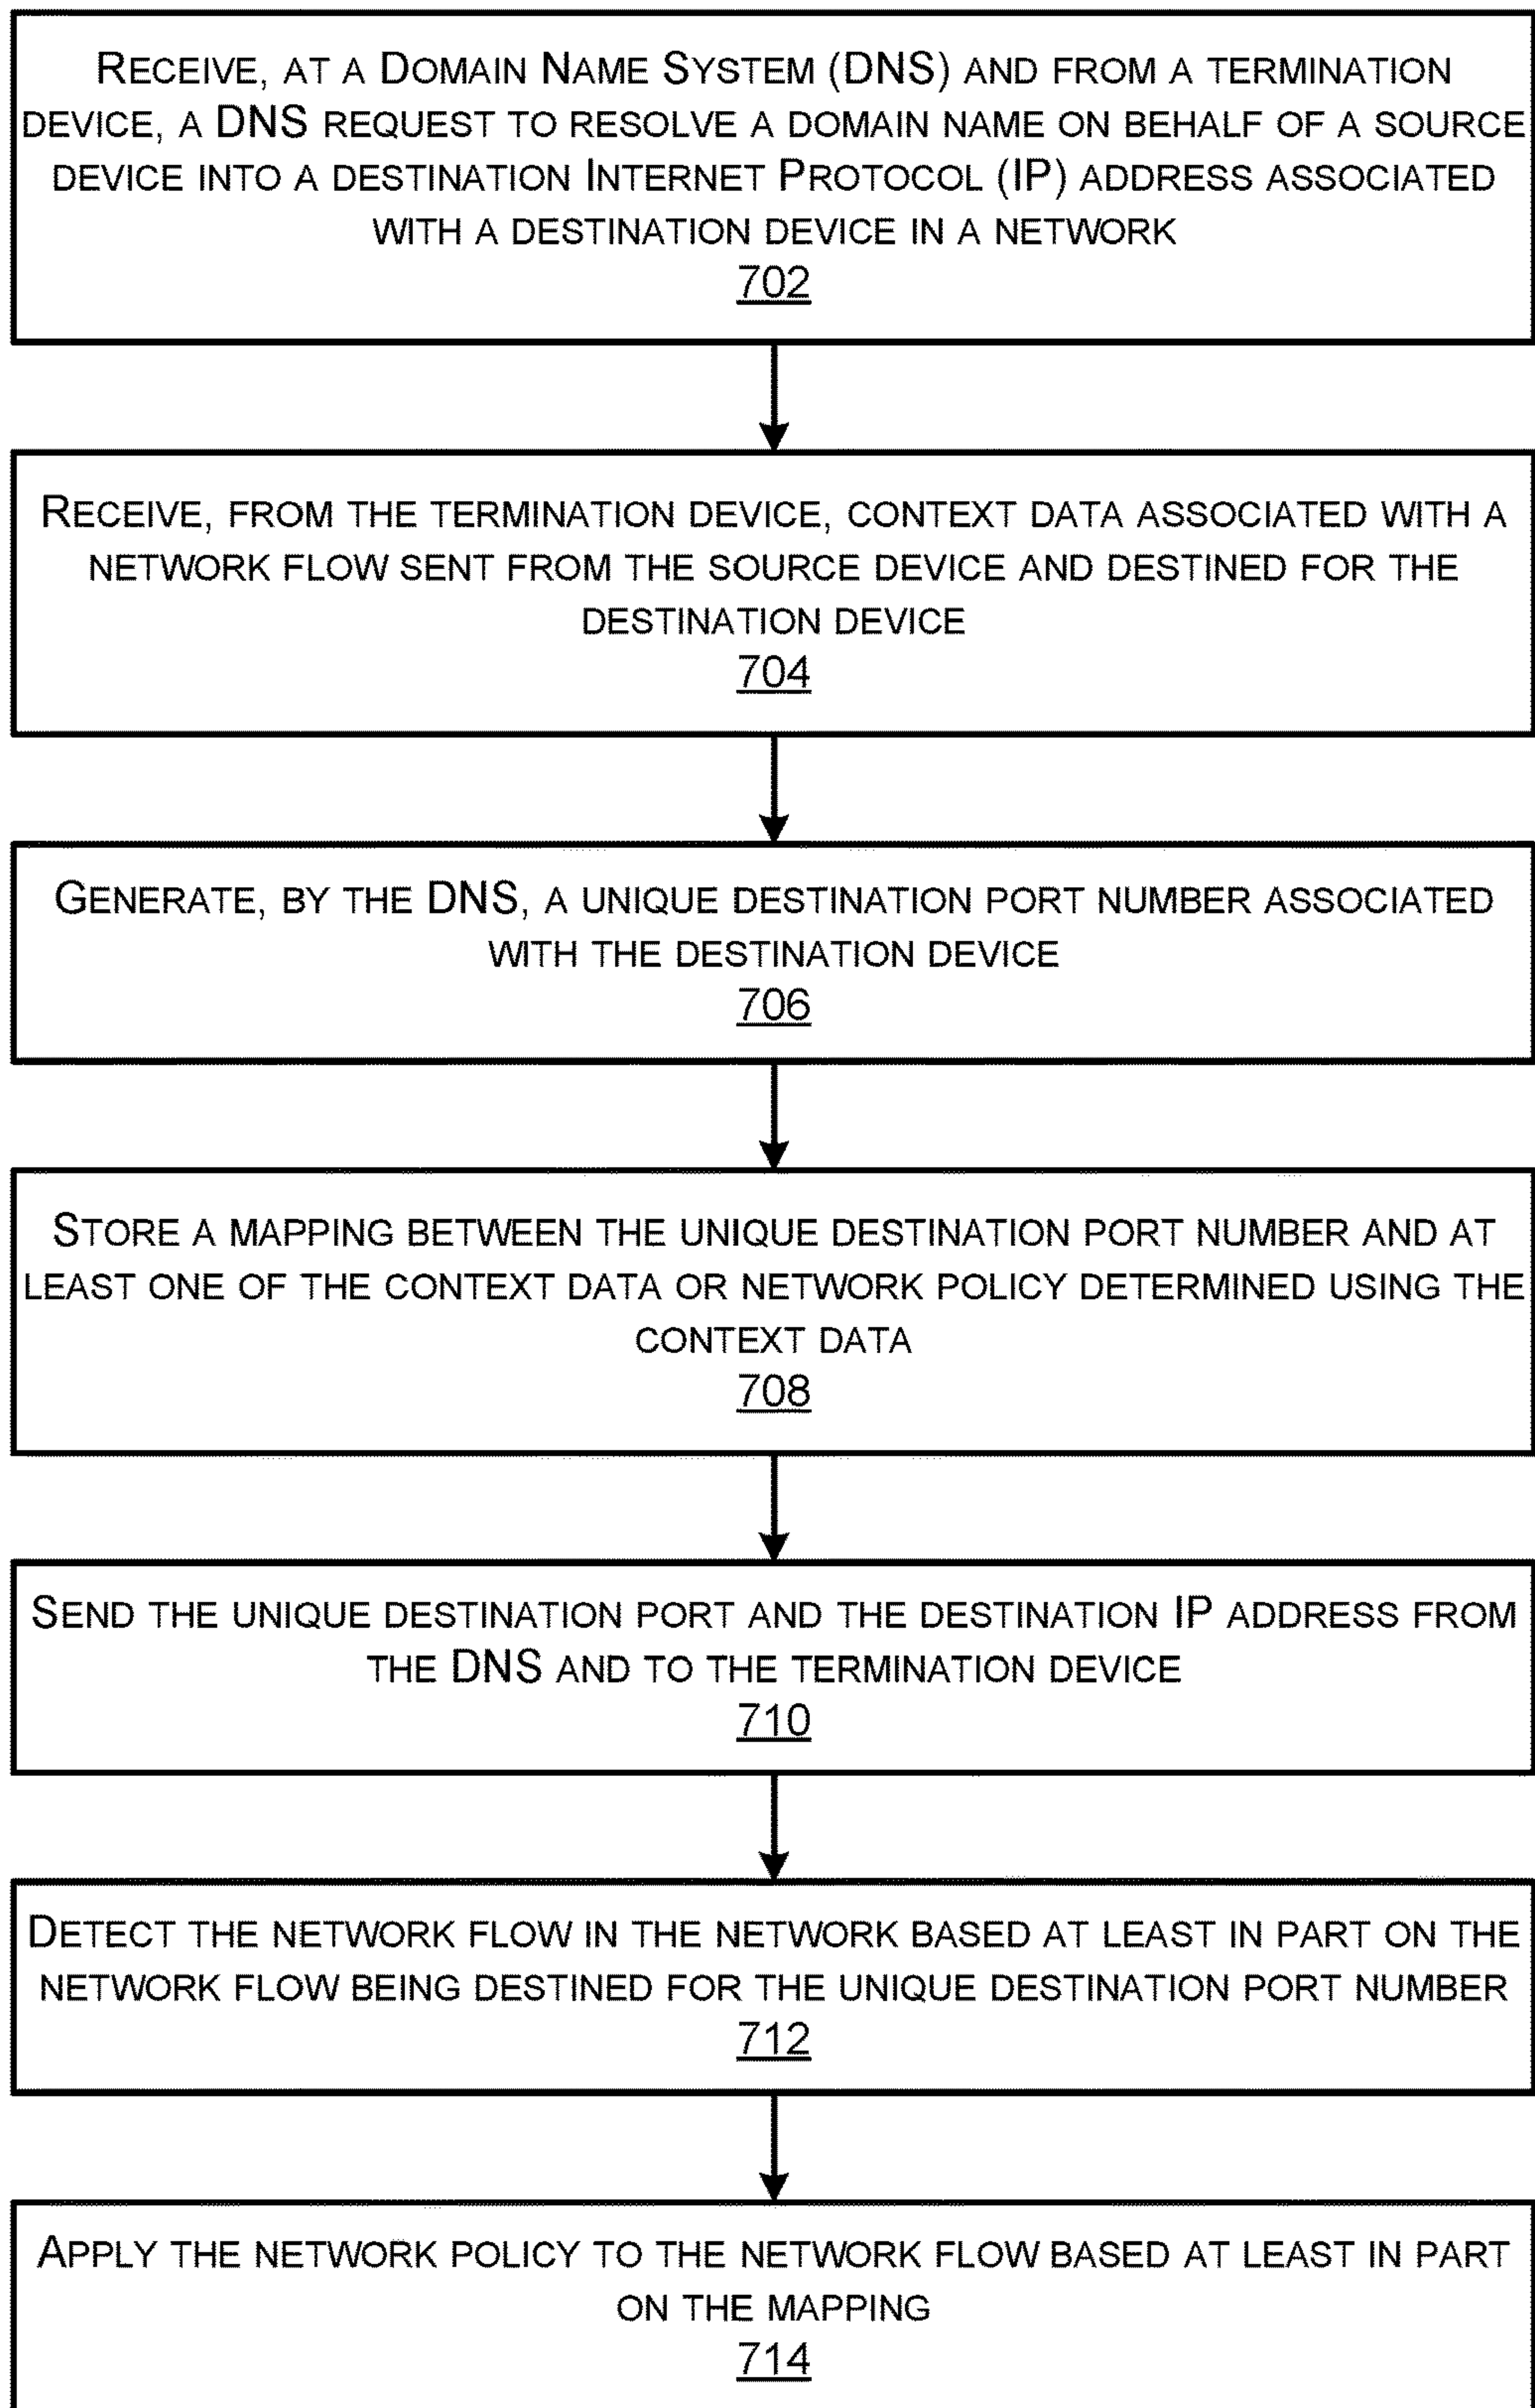 RECEIVE, AT A DOMAIN NAME SYSTEM (DNS) AND FROM A TERMINATION
DEVICE, A DNS REQUEST TO RESOLVE A DOMAIN NAME ON BEHALF OF A SOURCE
DEVICE INTO A DESTINATION INTERNET PROTOCOL (IP) ADDRESS ASSOCIATED
WITH A DESTINATION DEVICE IN A NETWORK
702
RECEIVE, FROM THE TERMINATION DEVICE, CONTEXT DATA ASSOCIATED WITH A
NETWORK FLOW SENT FROM THE SOURCE DEVICE AND DESTINED FOR THE
DESTINATION DEVICE
704
GENERATE, BY THE DNS, A UNIQUE DESTINATION PORT NUMBER ASSOCIATED
WITH THE DESTINATION DEVICE
706
STORE A MAPPING BETWEEN THE UNIQUE DESTINATION PORT NUMBER AND AT
LEAST ONE OF THE CONTEXT DATA OR NETWORK POLICY DETERMINED USING THE
CONTEXT DATA
708
SEND THE UNIQUE DESTINATION PORT AND THE DESTINATION IP ADDRESS FROM
THE DNS AND TO THE TERMINATION DEVICE
710
DETECT THE NETWORK FLOW IN THE NETWORK BASED AT LEAST IN PART ON THE
NETWORK FLOW BEING DESTINED FOR THE UNIQUE DESTINATION PORT NUMBER
712
APPLY THE NETWORK POLICY TO THE NETWORK FLOW BASED AT LEAST IN PART
ON THE MAPPING
714